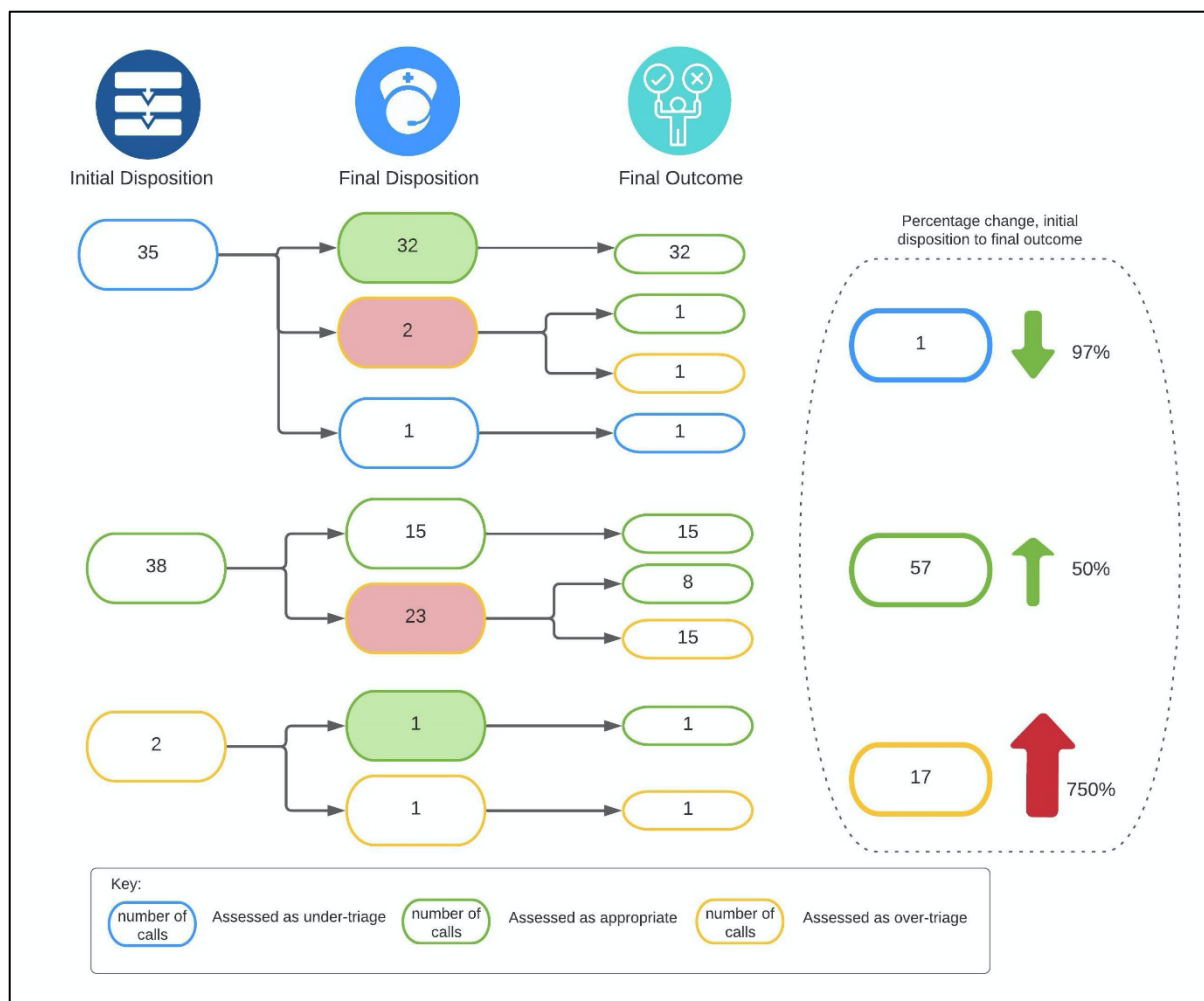 Initial Disposition
Final Disposition
Final Outcome
Percentage change, initial
disposition to final outcome
35
32
32
2
1
1
1
1
1
97%
38
15
15
23
8
15
57
50%
2
1
1
1
1
17
750%
Key:
number of
calls
Assessed as under-triage
number of
calls
Assessed as appropriate
number of
calls
Assessed as over-triage